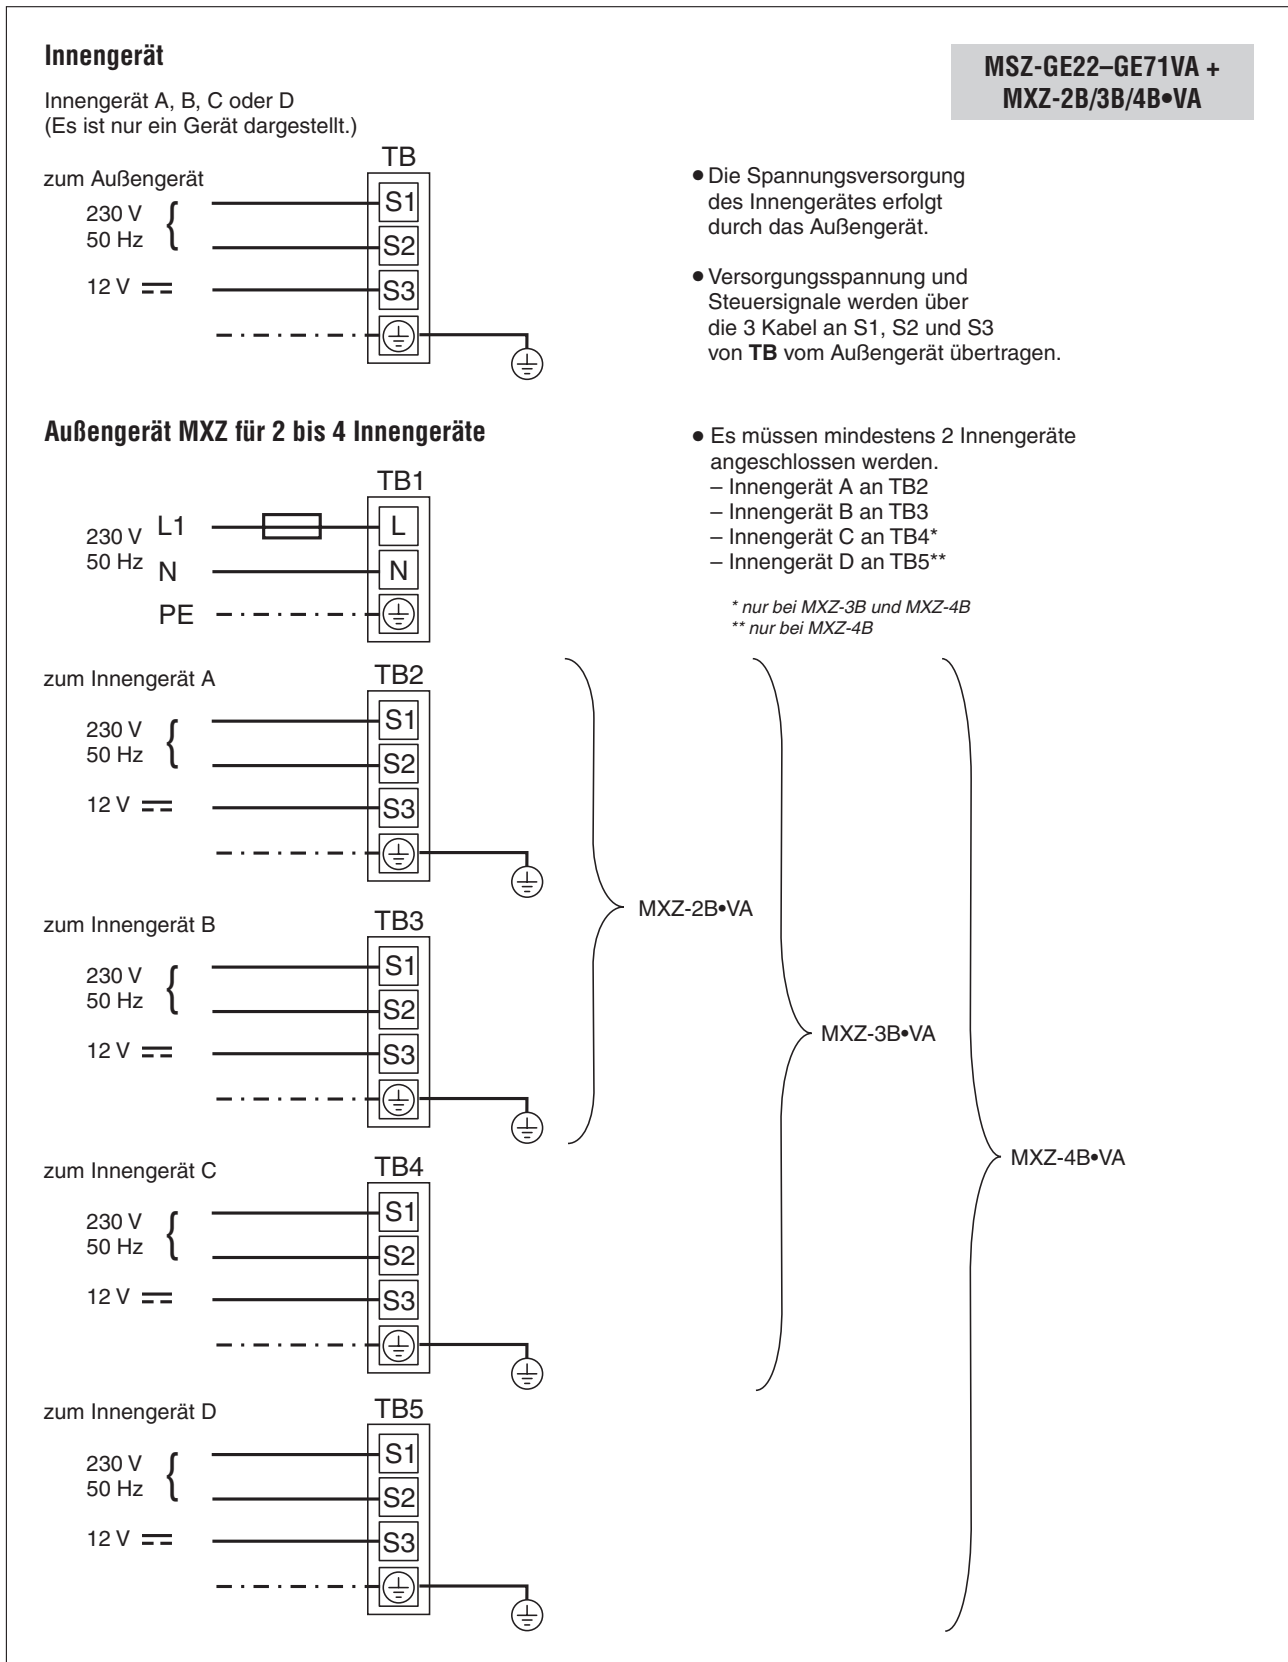 Innengerät
MSZ-GE22–GE71VA +
MXZ-2B/3B/4B•VA
Innengerät A, B, C oder D
(Es ist nur ein Gerät dargestellt.)
TB
zum Außengerät
230 V
50 Hz
12 V
S1
S2
S3
• Die Spannungsversorgung
des Innengerätes erfolgt
durch das Außengerät.
• Versorgungsspannung und
Steuersignale werden über
die 3 Kabel an S1, S2 und S3
von TB vom Außengerät übertragen.
Außengerät MXZ für 2 bis 4 Innengeräte
• Es müssen mindestens 2 Innengeräte
angeschlossen werden.
– Innengerät A an TB2
– Innengerät B an TB3
– Innengerät C an TB4*
– Innengerät D an TB5**
* nur bei MXZ-3B und MXZ-4B
** nur bei MXZ-4B
TB1
230 V
50 Hz
L1
N
PE
L
N
zum Innengerät A
TB2
230 V
50 Hz
12 V
S1
S2
S3
zum Innengerät B
TB3
230 V
50 Hz
12 V
S1
S2
S3
MXZ-2B•VA
MXZ-3B•VA
zum Innengerät C
TB4
230 V
50 Hz
12 V
S1
S2
S3
MXZ-4B•VA
zum Innengerät D
TB5
230 V
50 Hz
12 V
S1
S2
S3